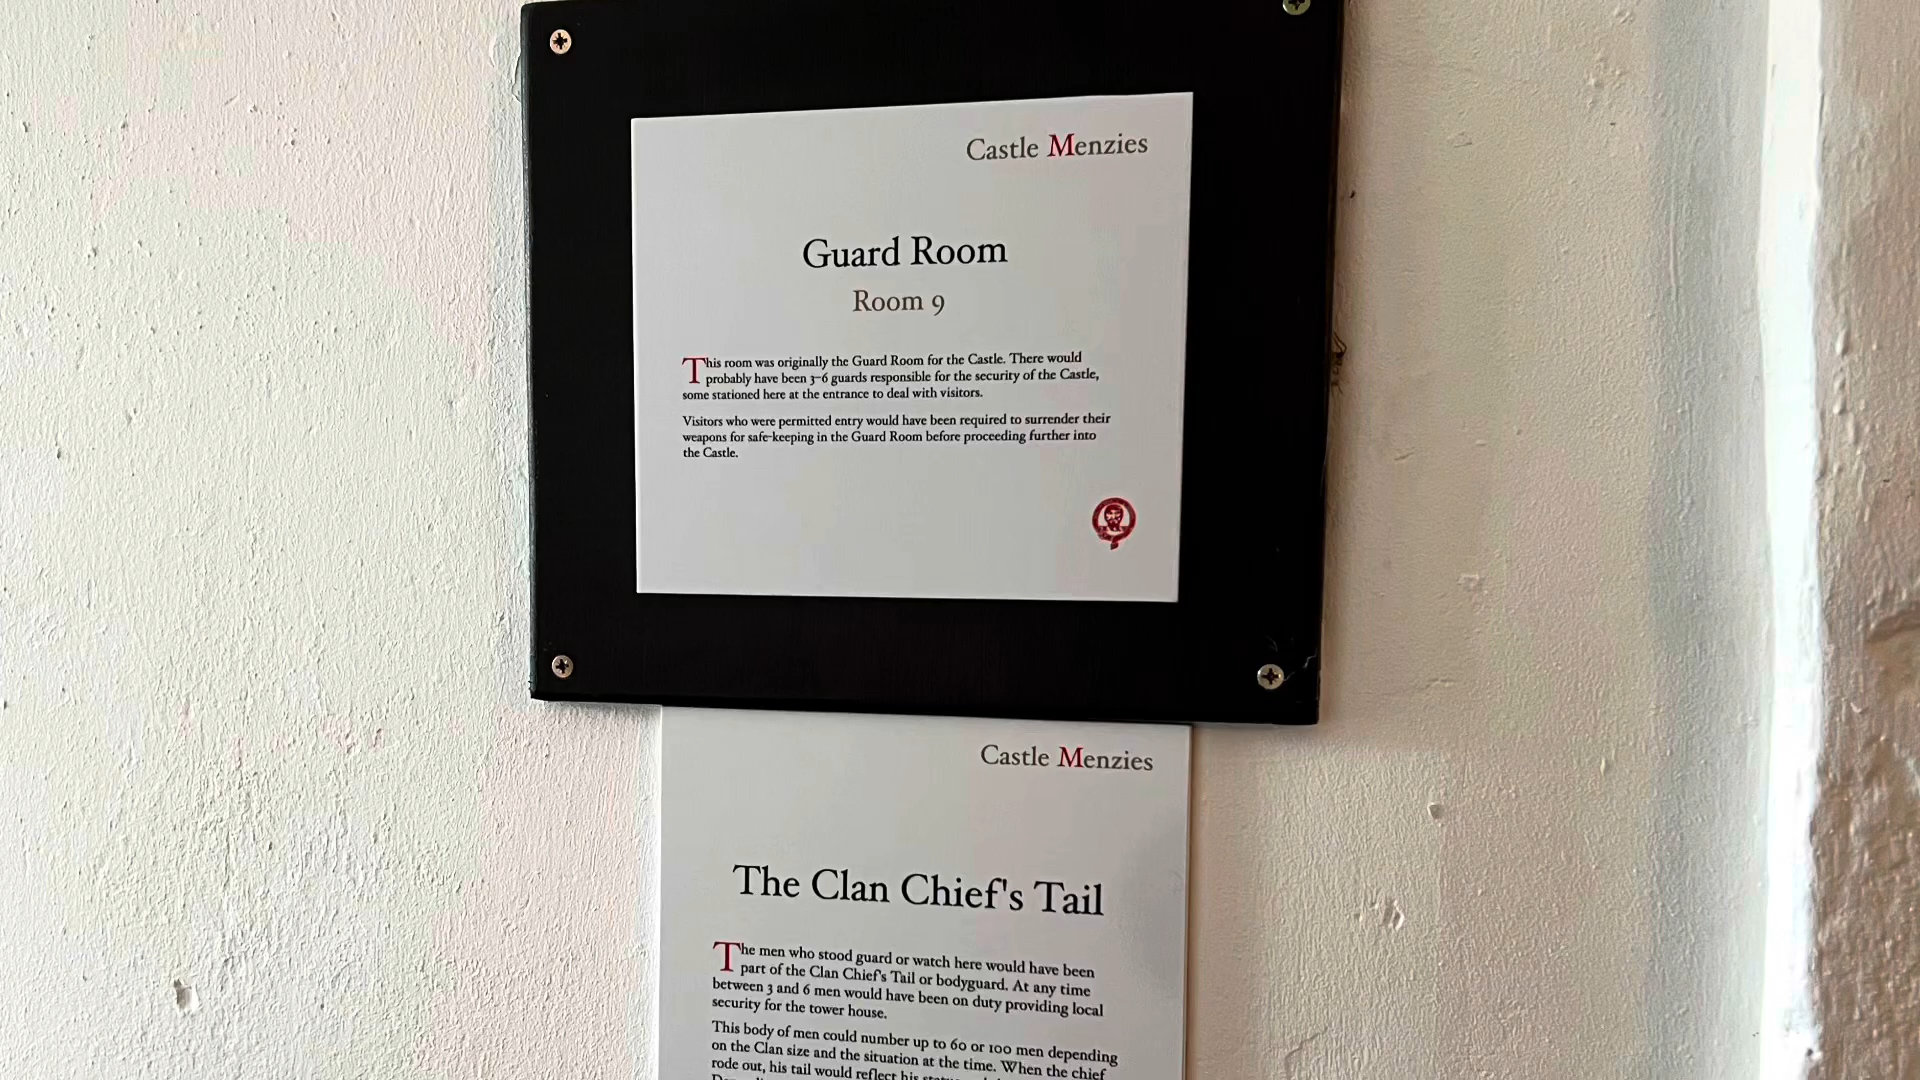 Castle Menzies
Guard Room
Room 9
This room was originally the Guard Room for the Castle. There would
probably have been 3-6 guards responsible for the security of the Castle,
some stationed here at the entrance to deal with visitors.
Visitors who were permitted entry would have been required to surrender their
weapons for safe-keeping in the Guard Room before proceeding further into
the Castle.
Castle Menzies
The Clan Chief's Tail
The men who stood guard or watch here would have been
part of the Clan Chief's Tail or bodyguard. At any time
between 3 and 6 men would have been on duty providing local
security for the tower house.
This body of men could number up to 60 or 100 men depending
on the Clan size and the situation at the time. When the chief
rode out, his tail would reflect his